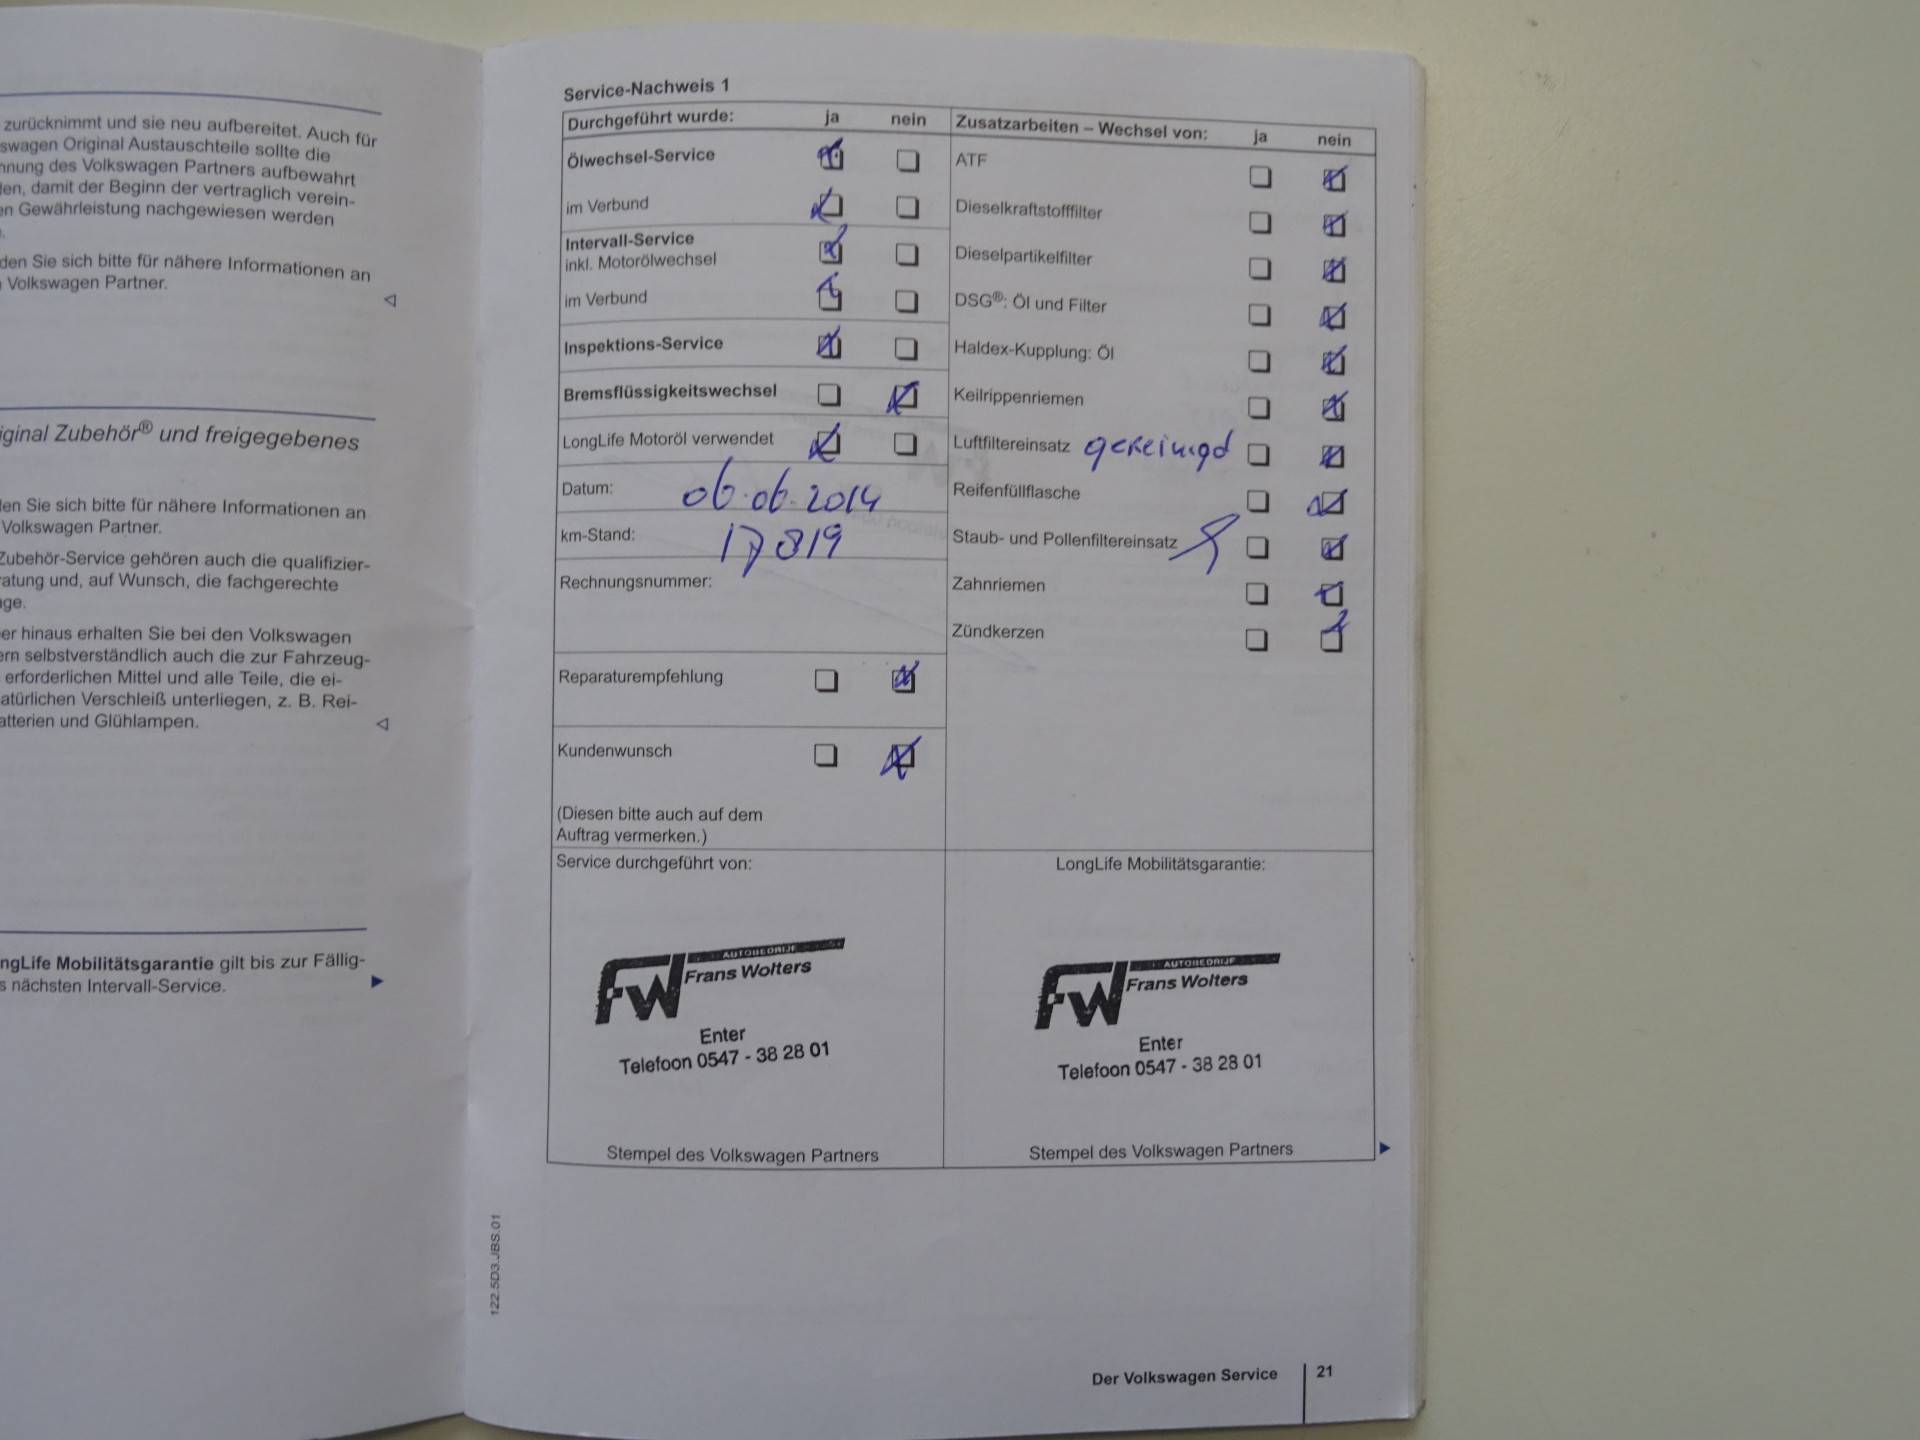 zurücknimmt und sie neu aufbereitet. Auch für
swagen Original Austauschteile sollte die
nung des Volkswagen Partners aufbewahrt
en, damit der Beginn der vertraglich verein-
en Gewährleistung nachgewiesen werden
den Sie sich bitte für nähere Informationen an
Volkswagen Partner.
iginal Zubehör® und freigegebenes
den Sie sich bitte für nähere Informationen an
Volkswagen Partner.
Zubehör-Service gehören auch die qualifizier-
ratung und, auf Wunsch, die fachgerechte
age.
er hinaus erhalten Sie bei den Volkswagen
ern selbstverständlich auch die zur Fahrzeug-
erforderlichen Mittel und alle Teile, die ei-
atürlichen Verschleiß unterliegen, z. B. Rei-
atterien und Glühlampen.
ngLife Mobilitätsgarantie gilt bis zur Fällig-
s nächsten Intervall-Service.
Service-Nachweis 1
Durchgeführt wurde: ja nein
Ölwechsel-Service
im Verbund
Intervall-Service
inkl. Motorölwechsel
im Verbund
Inspektions-Service
Bremsflüssigkeitswechsel
LongLife Motoröl verwendet
Datum: 06.06.2014
km-Stand: 17819
Rechnungsnummer:
Reparaturempfehlung
Kundenwunsch
(Diesen bitte auch auf dem
Auftrag vermerken.)
Zusatzarbeiten – Wechsel von: ja nein
ATF
Dieselkraftstofffilter
Dieselpartikelfilter
DSG®: Öl und Filter
Haldex-Kupplung: Öl
Keilrippenriemen
Luftfiltereinsatz gereinigd
Reifenfüllflasche
Staub- und Pollenfiltereinsatz
Zahnriemen
Zündkerzen
Service durchgeführt von:
FW AUTOBEDRIJF
Frans Wolters
Enter
Telefoon 0547 - 38 28 01
Stempel des Volkswagen Partners
LongLife Mobilitätsgarantie:
FW AUTOBEDRIJF
Frans Wolters
Enter
Telefoon 0547 - 38 28 01
Stempel des Volkswagen Partners
122.5D3.JBS.01
Der Volkswagen Service 21